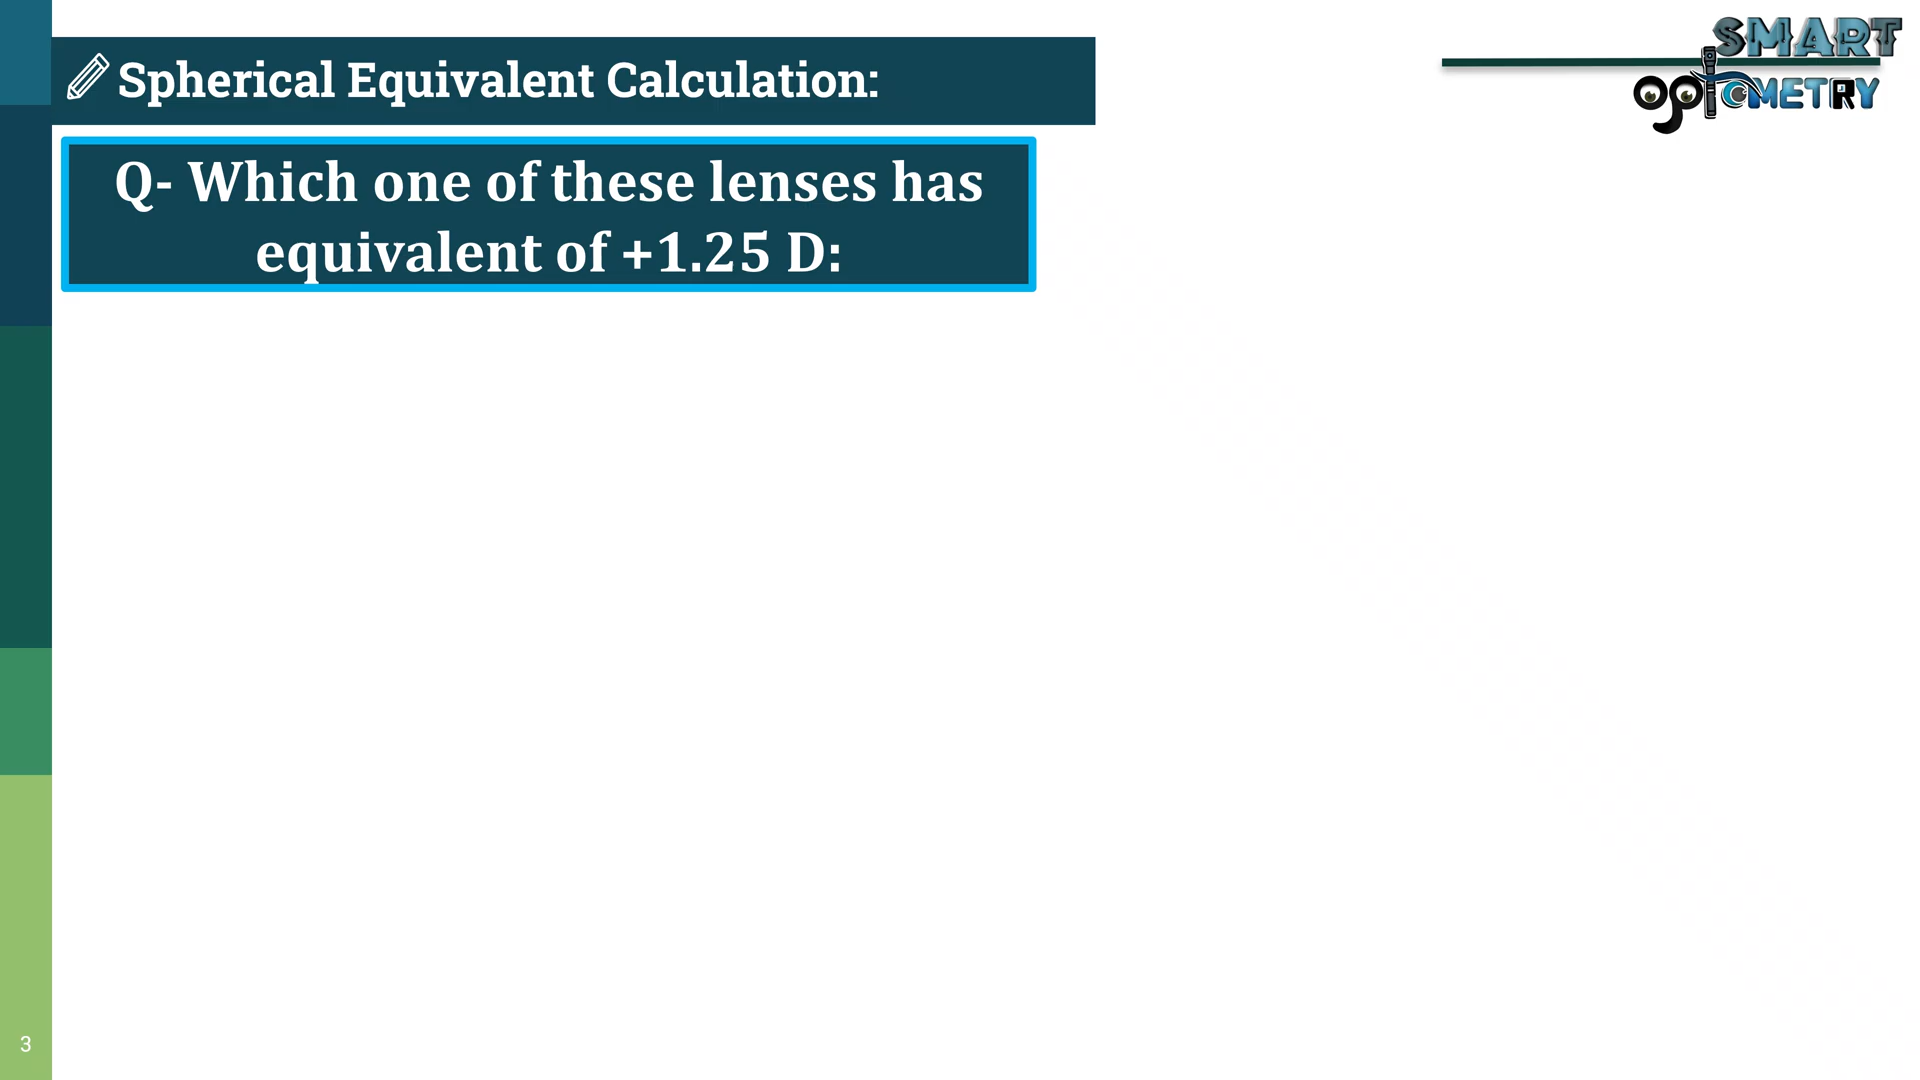 Spherical Equivalent Calculation:
SMART
OptOMETRY
Q- Which one of these lenses has
equivalent of +1.25 D:
3